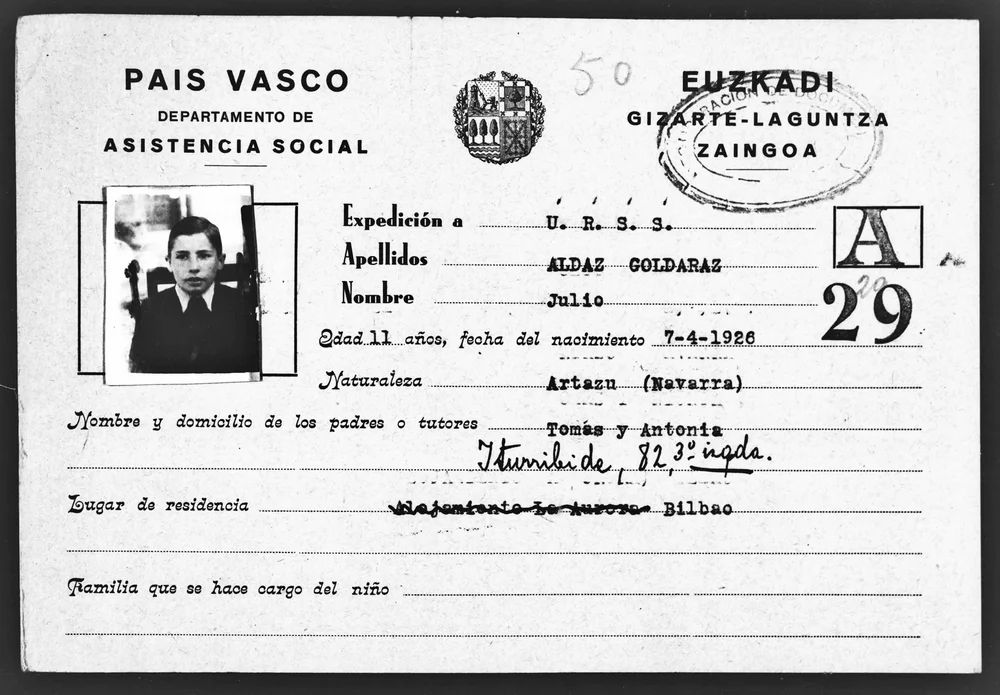 PAIS VASCO
DEPARTAMENTO DE
ASISTENCIA SOCIAL
50
EUZKADI
GIZARTE-LAGUNTZA
ZAINGOA
Expedición a U. R. S. S.
Apellidos ALDAZ GOLDARAZ
A
Nombre Julio
29
29
Edad 11 años, fecha del nacimiento 7-4-1926
Naturaleza Artazu (Navarra)
Nombre y domicilio de los padres o tutores Tomás y Antonia
Iturribide, 82, 3º izqda.
Lugar de residencia Alojamiento La Aurora Bilbao
Familia que se hace cargo del niño